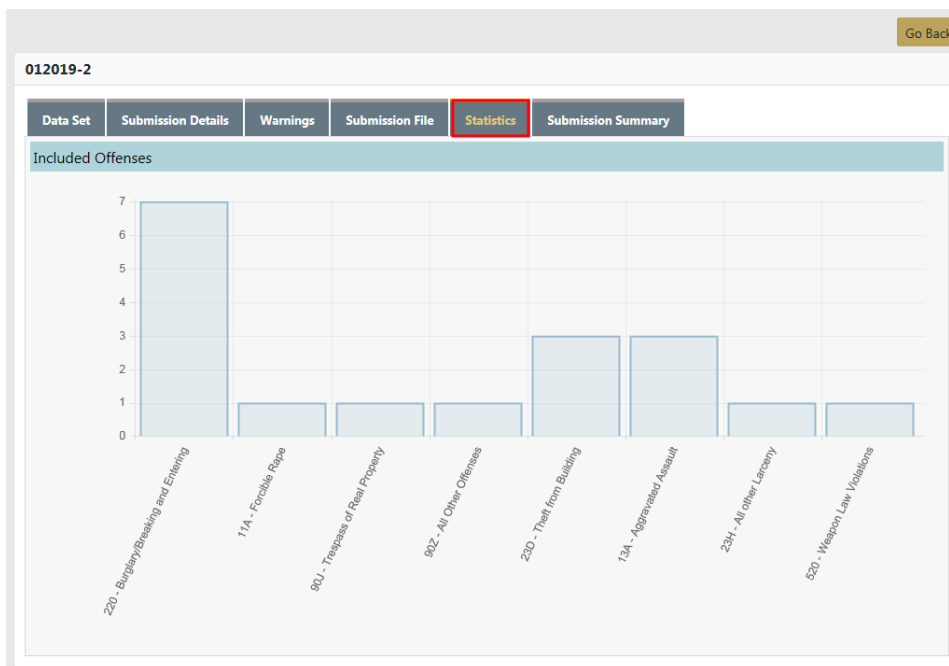 Go Back
012019-2
Data Set Submission Details Warnings Submission File Statistics Submission Summary
Included Offenses
7
6
5
4
3
2
1
0
220 - Burglary/Breaking and Entering
11A - Forcible Rape
90J - Trespass of Real Property
90Z - All Other Offenses
23D - Theft from Building
13A - Aggravated Assault
23H - All other Larceny
520 - Weapon Law Violations